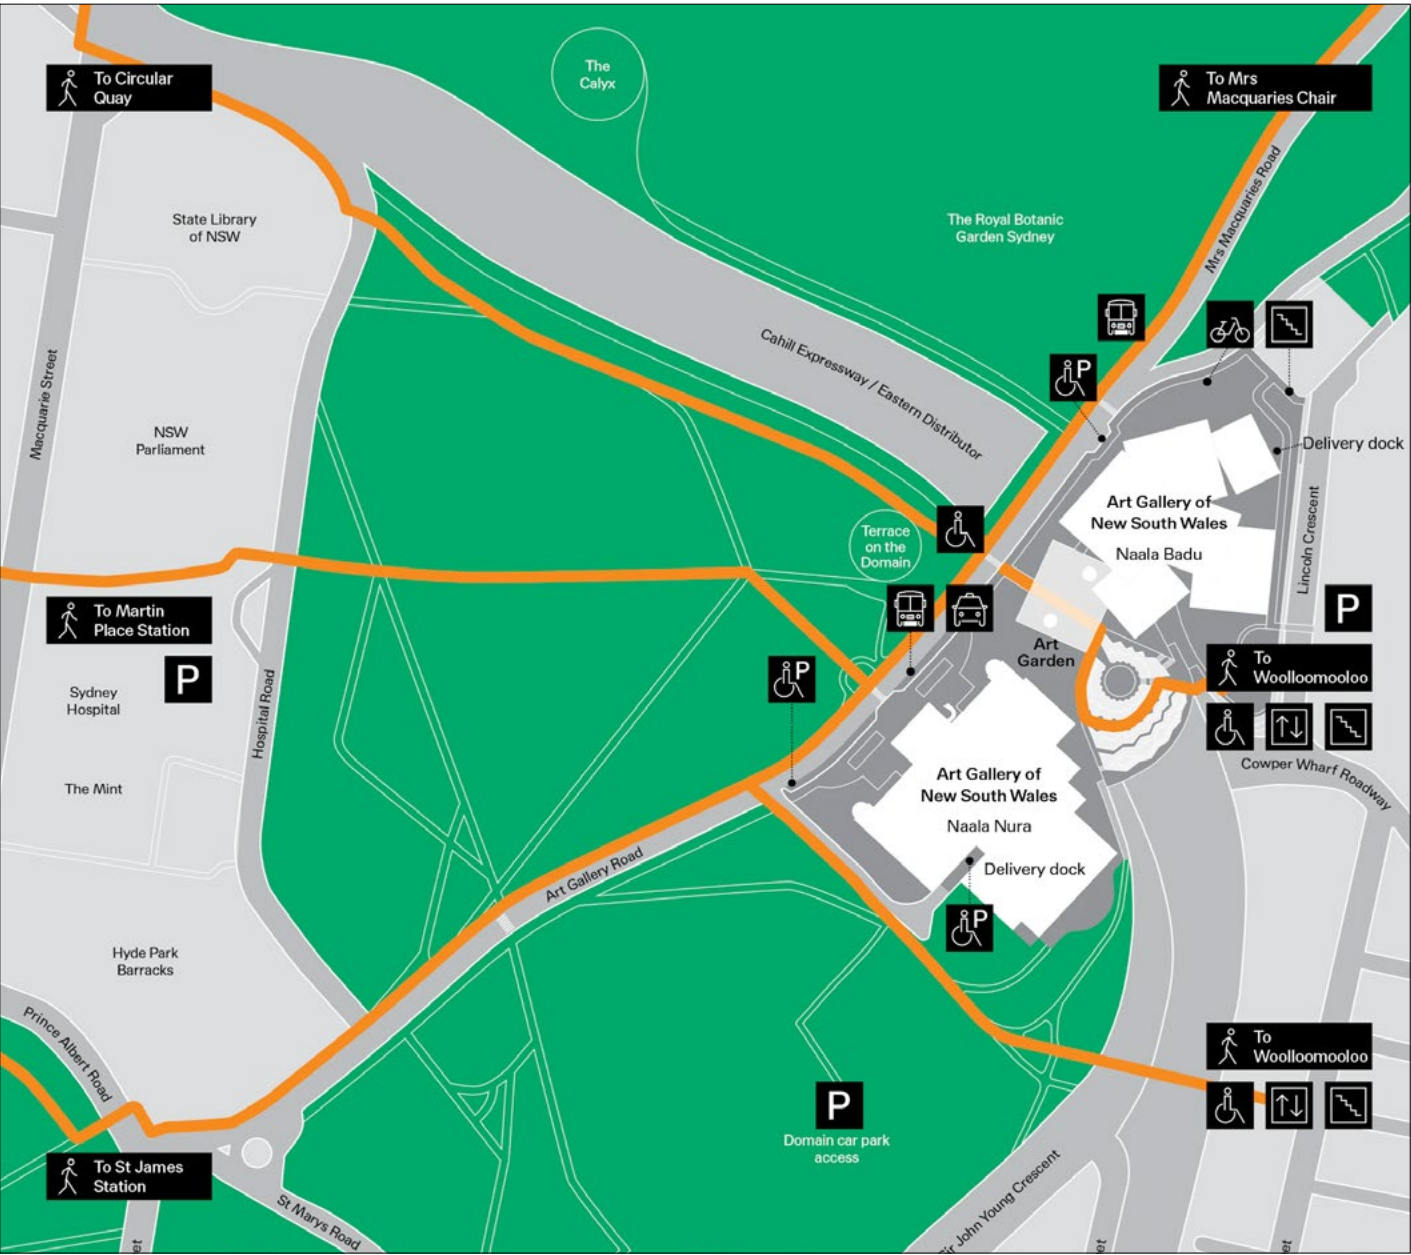 To Circular
Quay
The
Calyx
To Mrs
Macquaries Chair
Mrs Macquaries Road
State Library
of NSW
The Royal Botanic
Garden Sydney
Cahill Expressway / Eastern Distributor
Macquarie Street
NSW
Parliament
P
Delivery dock
Art Gallery of
New South Wales
Naala Badu
Lincoln Crescent
Terrace
on the
Domain
To Martin
Place Station
P
P
Art
Garden
To
Woolloomooloo
Sydney
Hospital
P
Hospital Road
Cowper Wharf Roadway
The Mint
Art Gallery of
New South Wales
Naala Nura
Delivery dock
P
Art Gallery Road
Hyde Park
Barracks
Prince Albert Road
To
Woolloomooloo
P
Domain car park
access
To St James
Station
St Marys Road
Sir John Young Crescent
et
et
et